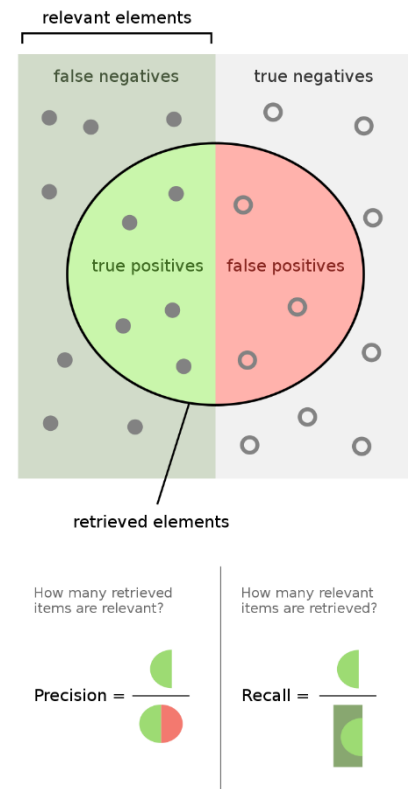 relevant elements
false negatives
true negatives
true positives
false positives
retrieved elements
How many retrieved
items are relevant?
Precision =
How many relevant
items are retrieved?
Recall =